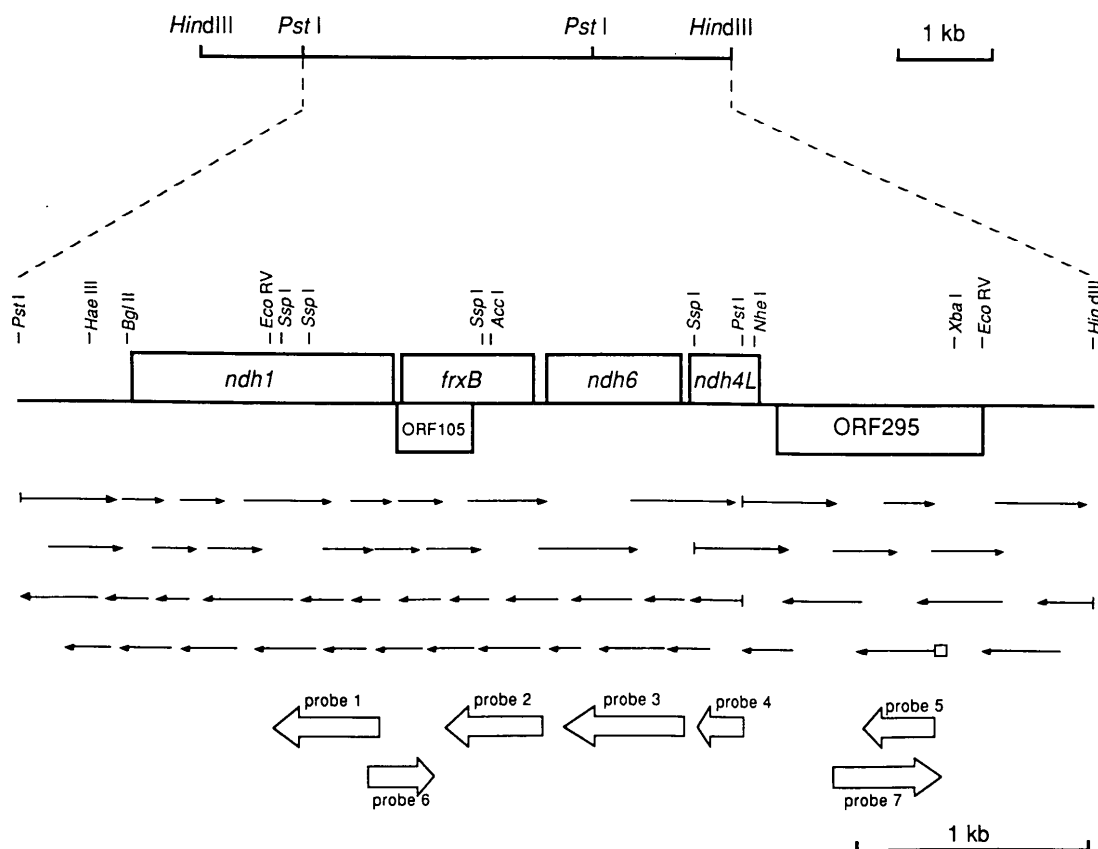 HindIII
Pst I
Pst I
HindIII
1 kb
Pst I
Hae III
Bgl II
Eco RV
Ssp I
Ssp I
Ssp I
Acc I
Ssp I
Pst I
Nhe I
Xba I
Eco RV
Hin dIII
ndh1
frxB
ndh6
ndh4L
ORF105
ORF295
probe 1
probe 2
probe 3
probe 4
probe 5
probe 6
probe 7
1 kb